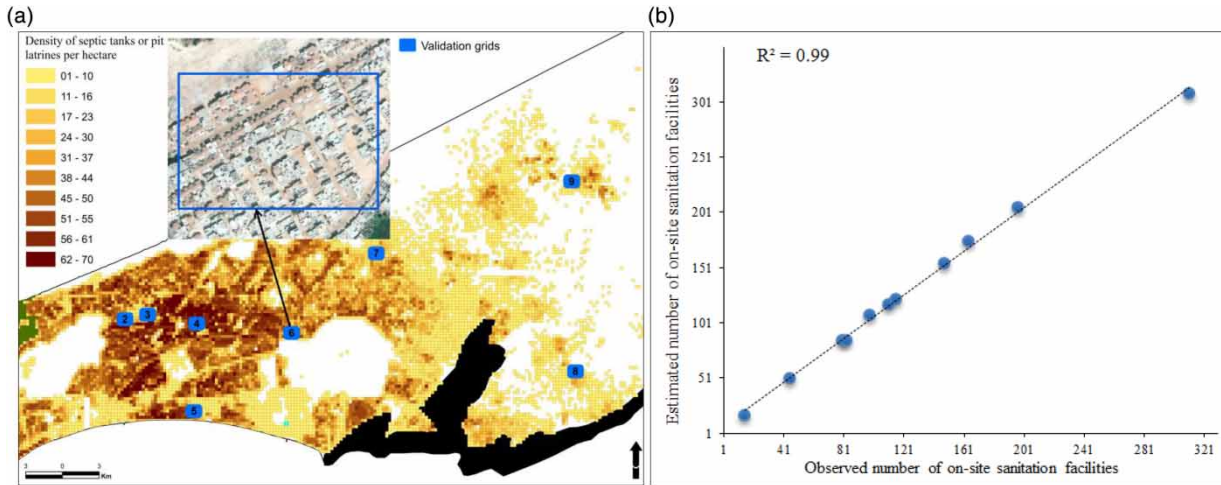 (a)
Density of septic tanks or pit
latrines per hectare
01 - 10
11 - 16
17 - 23
24 - 30
31 - 37
38 - 44
45 - 50
51 - 55
56 - 61
62 - 70
Validation grids
9
7
2
3
4
6
8
5
3 0 3
Km
(b)
R² = 0.99
Estimated number of on-site sanitation facilities
301
251
201
151
101
51
1
1 41 81 121 161 201 241 281 321
Observed number of on-site sanitation facilities